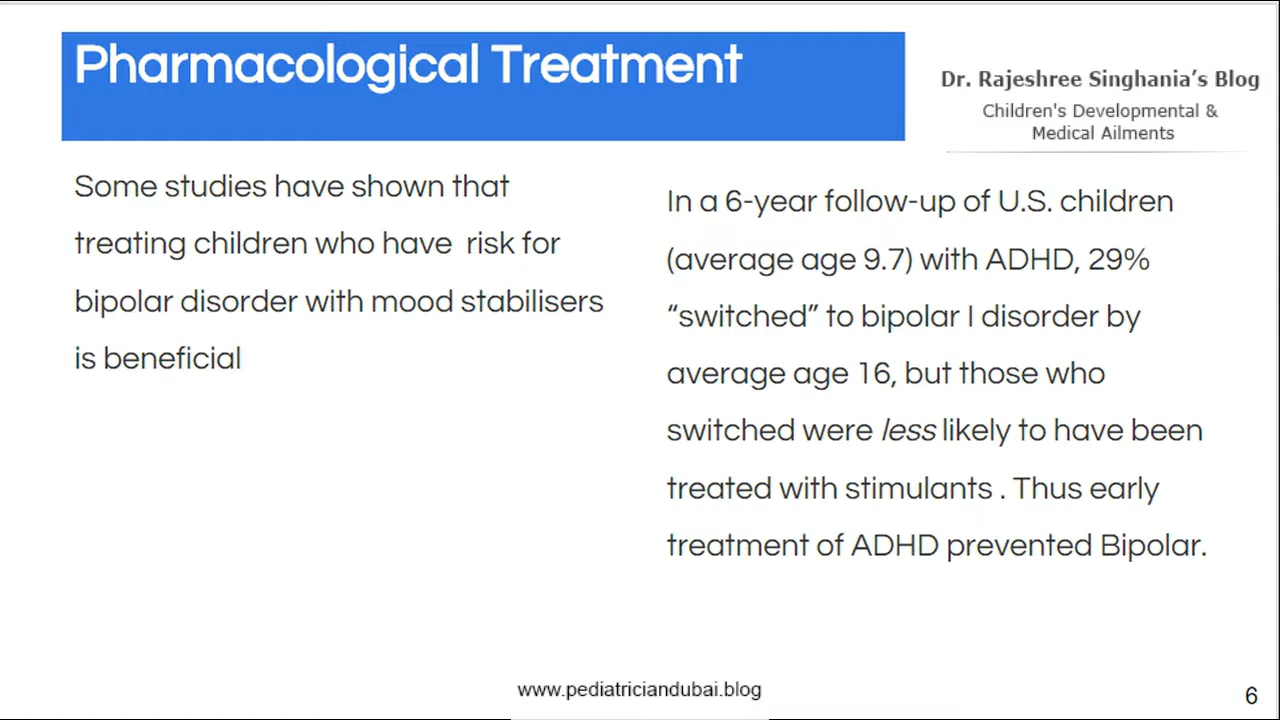 Pharmacological Treatment
Dr. Rajeshree Singhania's Blog
Children's Developmental &
Medical Ailments
Some studies have shown that
treating children who have  risk for
bipolar disorder with mood stabilisers
is beneficial
In a 6-year follow-up of U.S. children
(average age 9.7) with ADHD, 29%
“switched” to bipolar I disorder by
average age 16, but those who
switched were less likely to have been
treated with stimulants . Thus early
treatment of ADHD prevented Bipolar.
www.pediatriciandubai.blog
6